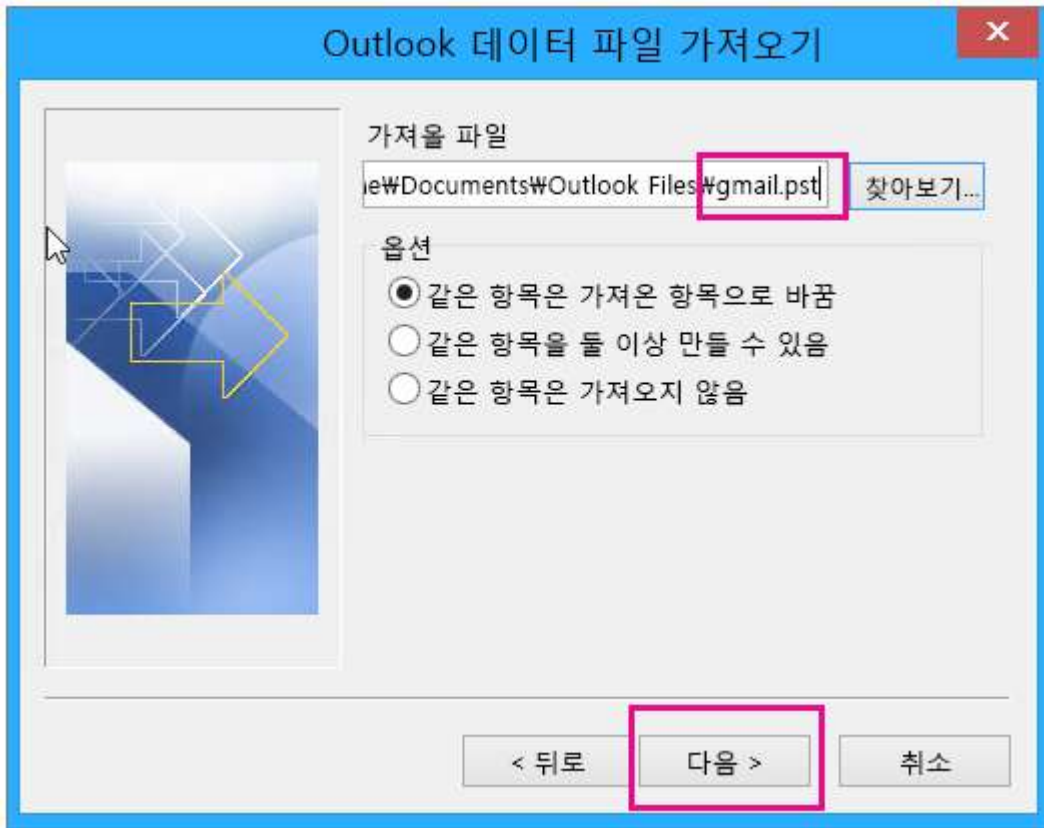 Outlook 데이터 파일 가져오기
가져올 파일
ne₩Documents₩Outlook Files₩gmail.pst
찾아보기...
옵션
같은 항목은 가져온 항목으로 바꿈
같은 항목을 둘 이상 만들 수 있음
같은 항목은 가져오지 않음
< 뒤로
다음 >
취소